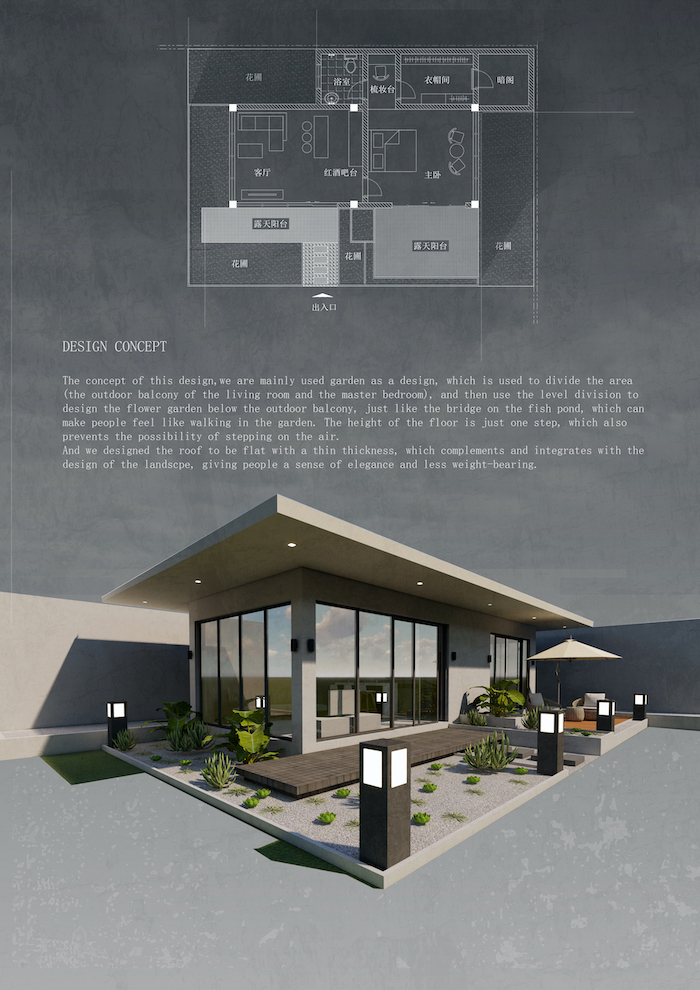 花圃
浴室
梳妆台
衣帽间
暗阁
客厅
红酒吧台
主卧
露天阳台
露天阳台
花圃
花圃
花圃
出入口
DESIGN CONCEPT
The concept of this design,we are mainly used garden as a design, which is used to divide the area
(the outdoor balcony of the living room and the master bedroom), and then use the level division to
design the flower garden below the outdoor balcony, just like the bridge on the fish pond, which can
make people feel like walking in the garden. The height of the floor is just one step, which also
prevents the possibility of stepping on the air.
And we designed the roof to be flat with a thin thickness, which complements and integrates with the
design of the landscpe, giving people a sense of elegance and less weight-bearing.